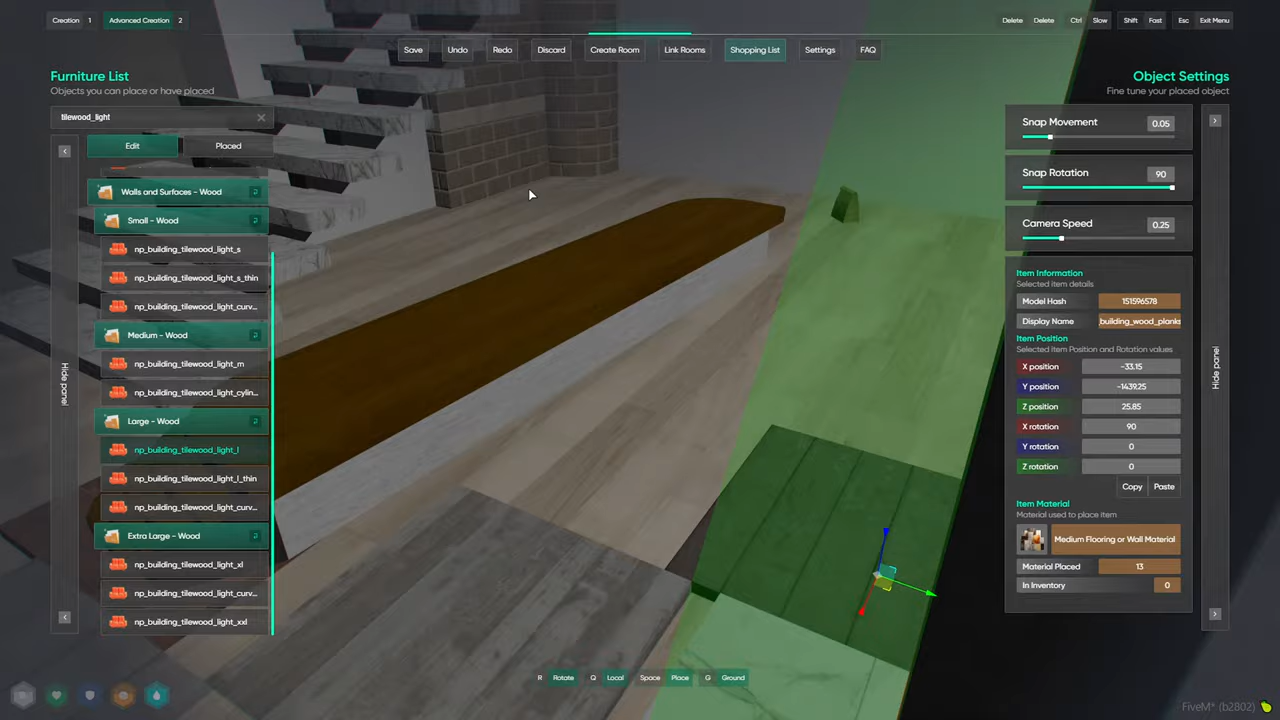 Creation 1 Advanced Creation 2
Delete Delete Ctrl Slow Shift Fast Esc Exit Menu
Save Undo Redo Discard Create Room Link Rooms Shopping List Settings FAQ
Furniture List
Objects you can place or have placed
tilewood_light
Edit Placed
Hide panel
Walls and Surfaces - Wood
Small - Wood
np_building_tilewood_light_s
np_building_tilewood_light_s_thin
np_building_tilewood_light_curv...
Medium - Wood
np_building_tilewood_light_m
np_building_tilewood_light_cylin...
Large - Wood
np_building_tilewood_light_l
np_building_tilewood_light_l_thin
np_building_tilewood_light_curv...
Extra Large - Wood
np_building_tilewood_light_xl
np_building_tilewood_light_curv...
np_building_tilewood_light_xxl
Object Settings
Fine tune your placed object
Snap Movement 0.05
Snap Rotation 90
Camera Speed 0.25
Item Information
Selected item details
Model Hash 151596578
Display Name building_wood_planks
Item Position
Selected Item Position and Rotation values
X position -33.15
Y position -1439.25
Z position 25.85
X rotation 90
Y rotation 0
Z rotation 0
Copy Paste
Item Material
Material used to place item
Medium Flooring or Wall Material
Material Placed 13
In Inventory 0
Hide panel
R Rotate Q Local Space Place G Ground
FiveM* (b2802)